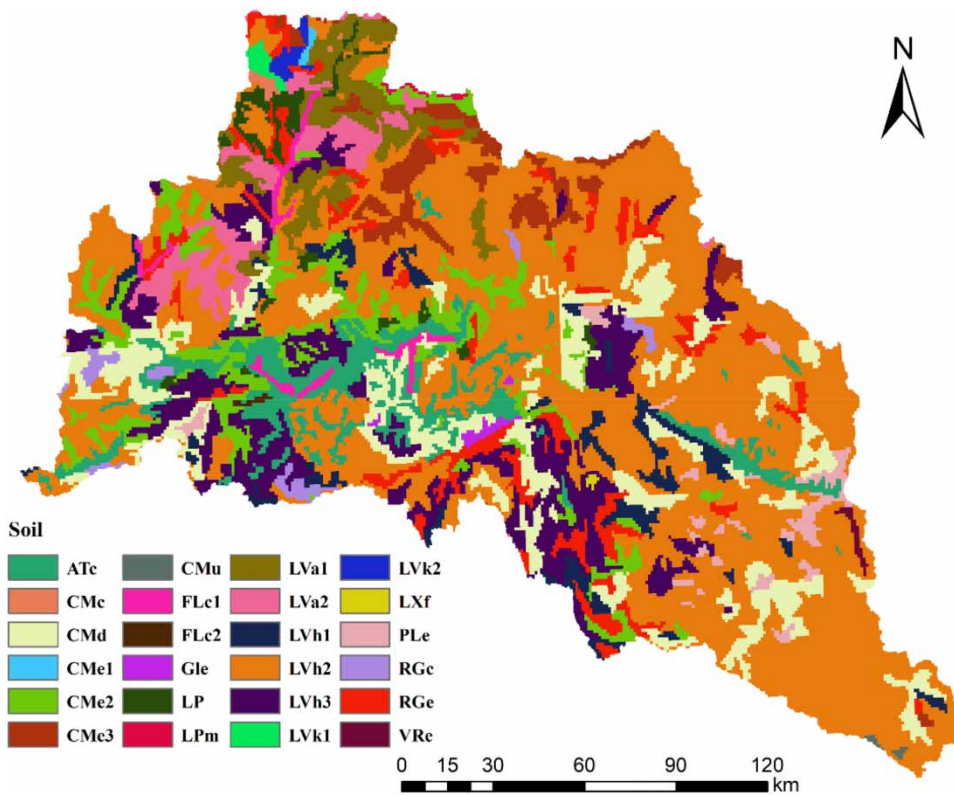 N
Soil
ATc CMu LVa1 LVk2
CMc FLc1 LVa2 LXf
CMd FLc2 LVh1 PLe
CMe1 Gle LVh2 RGc
CMe2 LP LVh3 RGe
CMe3 LPm LVk1 VRe
0 15 30 60 90 120
km